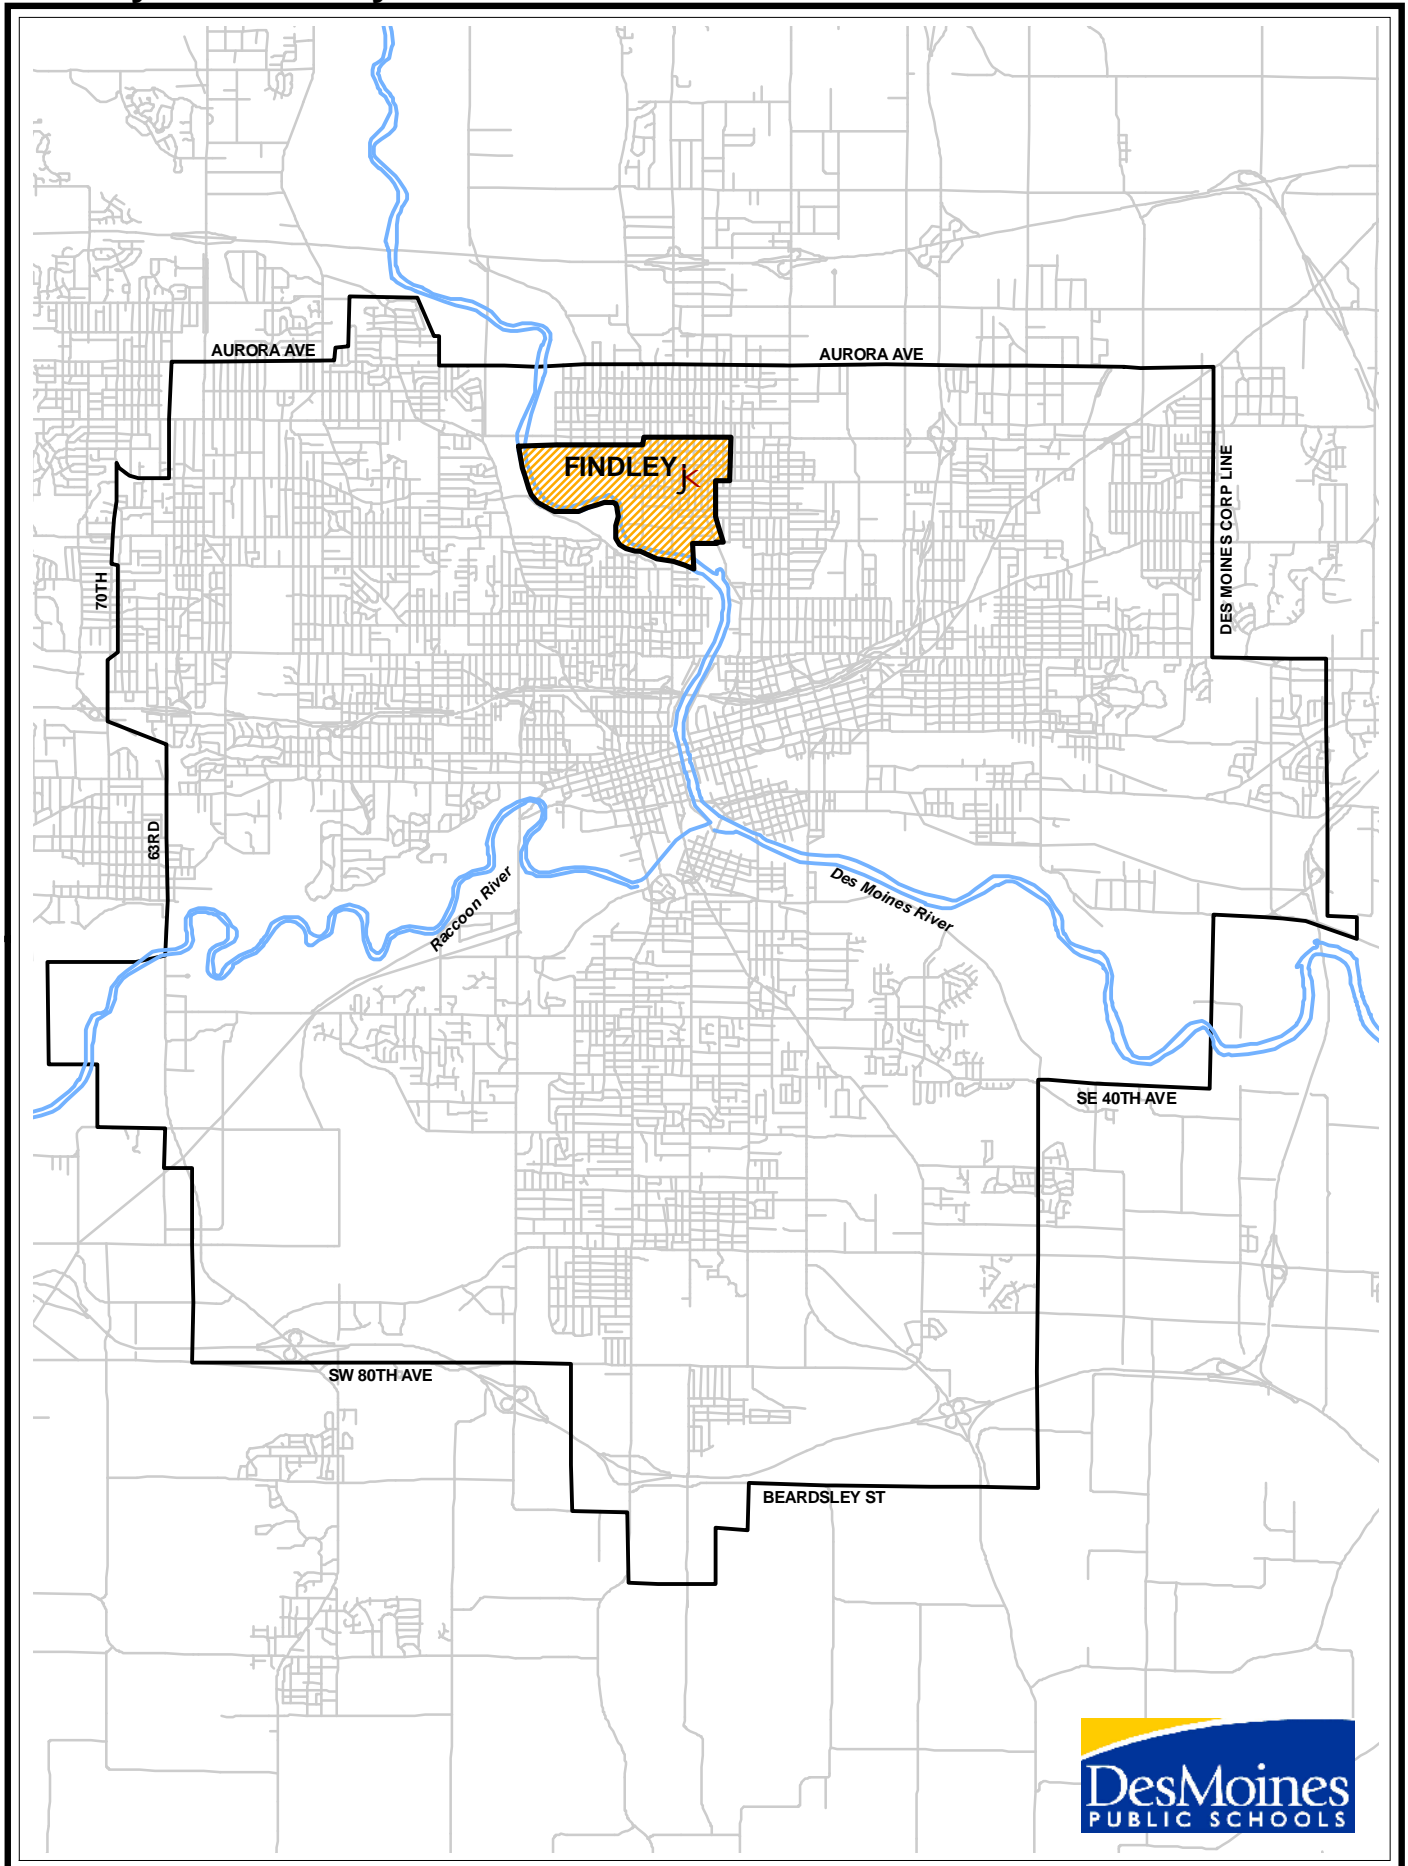 AURORA AVE
AURORA AVE
FINDLEY
DES MOINES CORP LINE
70TH
63RD
Raccoon River
Des Moines River
SE 40TH AVE
SW 80TH AVE
BEARDSLEY ST
DesMoines
PUBLIC SCHOOLS